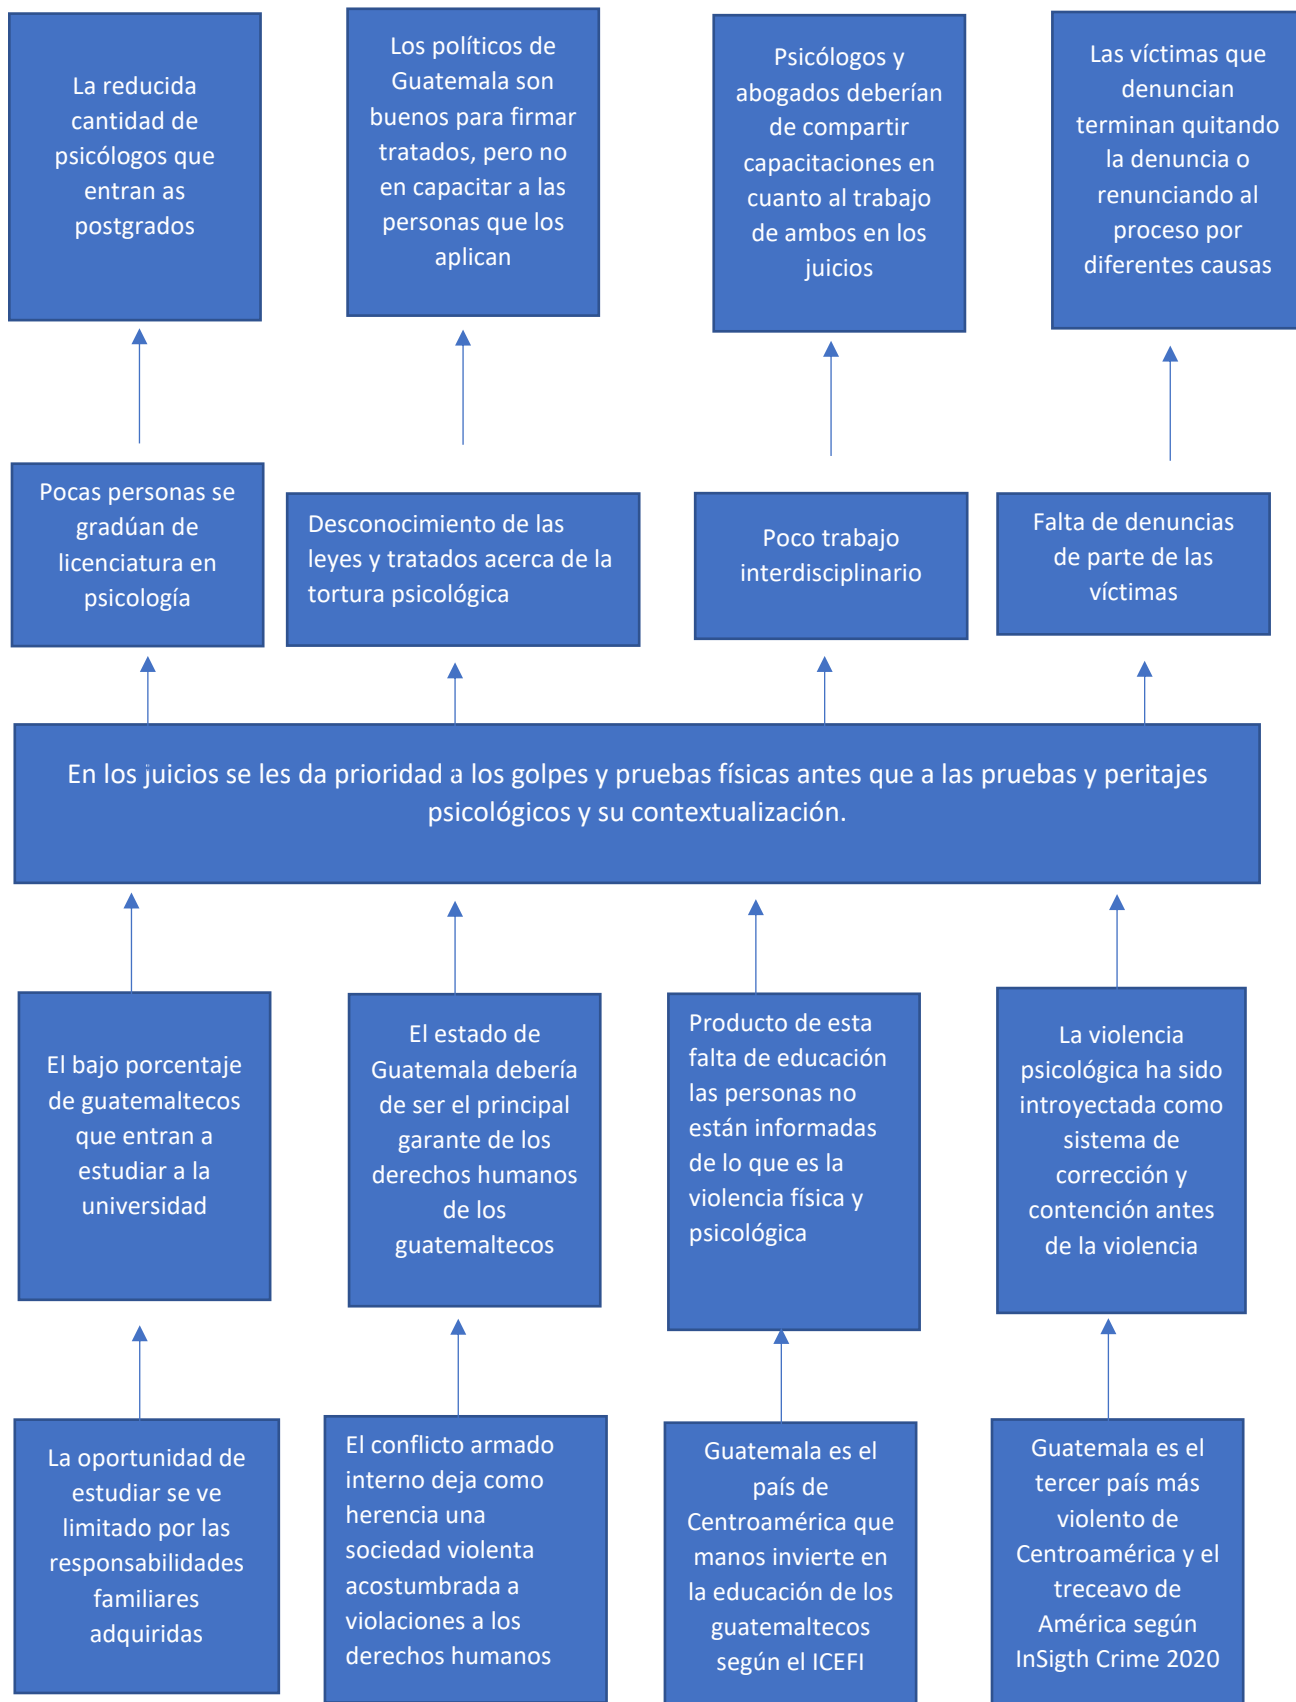 La reducida
cantidad de
psicólogos que
entran as
postgrados
Los políticos de
Guatemala son
buenos para firmar
tratados, pero no
en capacitar a las
personas que los
aplican
Psicólogos y
abogados deberían
de compartir
capacitaciones en
cuanto al trabajo
de ambos en los
juicios
Las víctimas que
denuncian
terminan quitando
la denuncia o
renunciando al
proceso por
diferentes causas
Pocas personas se
gradúan de
licenciatura en
psicología
Desconocimiento de las
leyes y tratados acerca de la
tortura psicológica
Poco trabajo
interdisciplinario
Falta de denuncias
de parte de las
víctimas
En los juicios se les da prioridad a los golpes y pruebas físicas antes que a las pruebas y peritajes
psicológicos y su contextualización.
El bajo porcentaje
de guatemaltecos
que entran a
estudiar a la
universidad
El estado de
Guatemala debería
de ser el principal
garante de los
derechos humanos
de los
guatemaltecos
Producto de esta
falta de educación
las personas no
están informadas
de lo que es la
violencia física y
psicológica
La violencia
psicológica ha sido
introyectada como
sistema de
corrección y
contención antes
de la violencia
La oportunidad de
estudiar se ve
limitado por las
responsabilidades
familiares
adquiridas
El conflicto armado
interno deja como
herencia una
sociedad violenta
acostumbrada a
violaciones a los
derechos humanos
Guatemala es el
país de
Centroamérica que
manos invierte en
la educación de los
guatemaltecos
según el ICEFI
Guatemala es el
tercer país más
violento de
Centroamérica y el
treceavo de
América según
InSigth Crime 2020